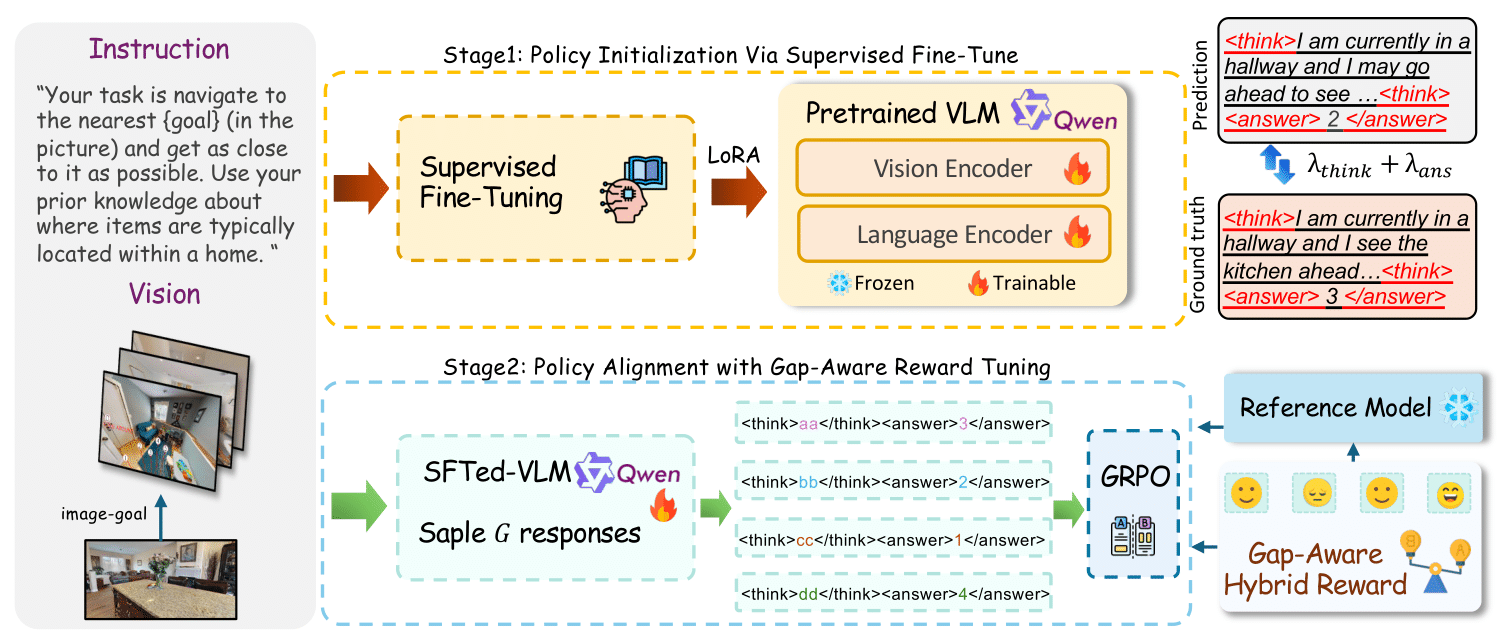 Instruction
“Your task is navigate to
the nearest {goal} (in the
picture) and get as close
to it as possible. Use your
prior knowledge about
where items are typically
located within a home. “
Vision
image-goal
Stage1: Policy Initialization Via Supervised Fine-Tune
Supervised
Fine-Tuning
LoRA
Pretrained VLM
Qwen
Vision Encoder
Language Encoder
Frozen
Trainable
Prediction
<think>I am currently in a
hallway and I may go
ahead to see …<think>
<answer> 2 </answer>
λthink + λans
Ground truth
<think>I am currently in a
hallway and I see the
kitchen ahead…<think>
<answer> 3 </answer>
Stage2: Policy Alignment with Gap-Aware Reward Tuning
SFTed-VLM
Qwen
Saple G responses
<think>aa</think><answer>3</answer>
<think>bb</think><answer>2</answer>
<think>cc</think><answer>1</answer>
<think>dd</think><answer>4</answer>
GRPO
A B
Reference Model
Gap-Aware
Hybrid Reward
B
A